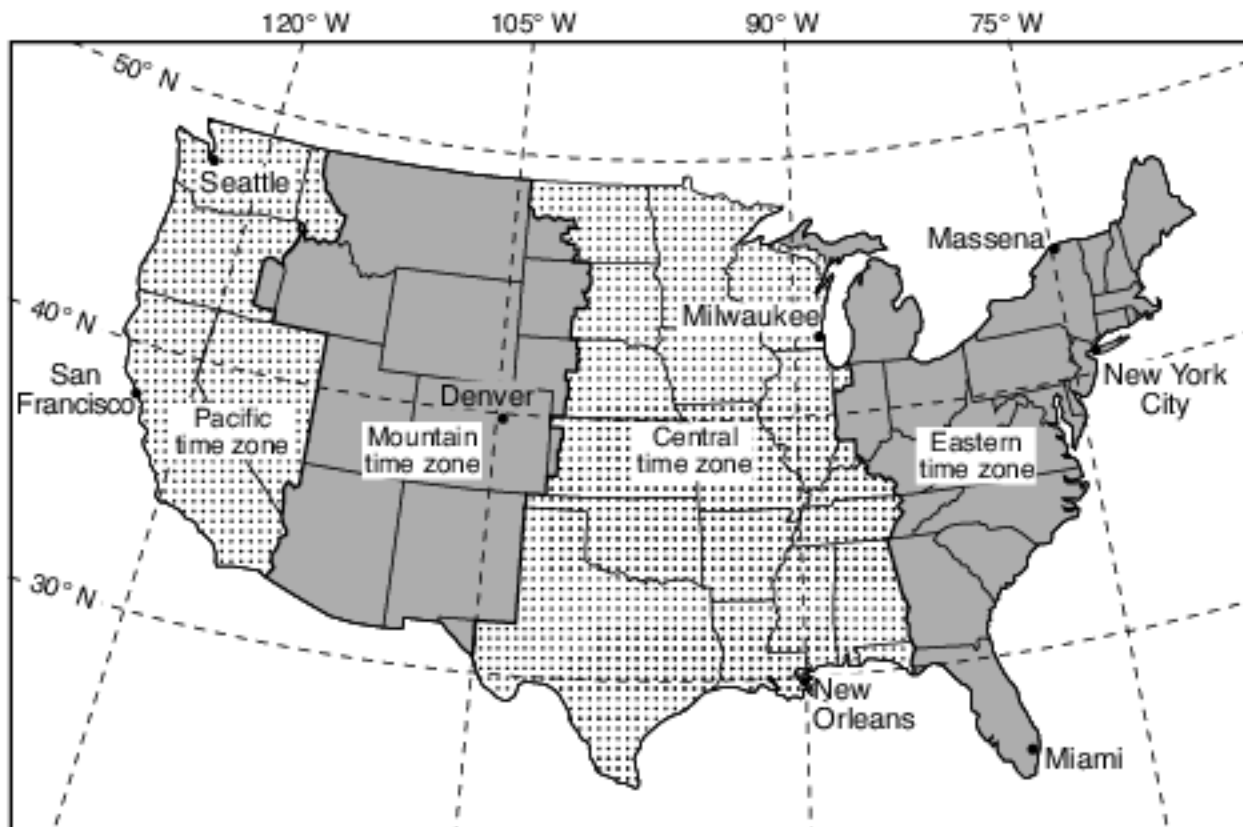 120° W
105° W
90° W
75° W
50° N
Seattle
Massena
40° N
Milwaukee
San
Francisco
New York
City
Denver
Pacific
time zone
Mountain
time zone
Central
time zone
Eastern
time zone
30° N
New
Orleans
Miami